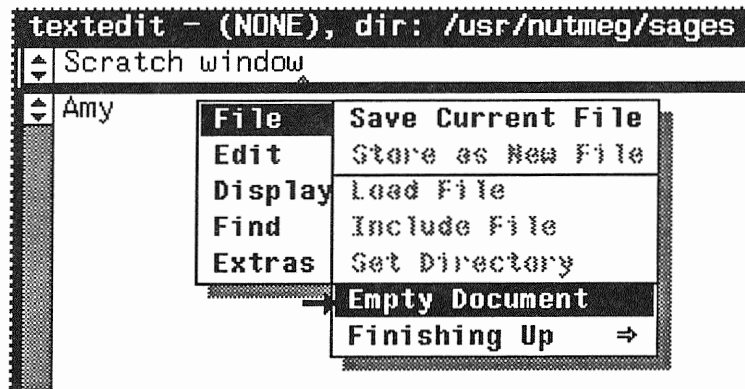 textedit - (NONE), dir: /usr/nutmeg/sages
Scratch window
Amy
File
Edit
Display
Find
Extras
Save Current File
Store as New File
Load File
Include File
Set Directory
Empty Document
Finishing Up ⇒